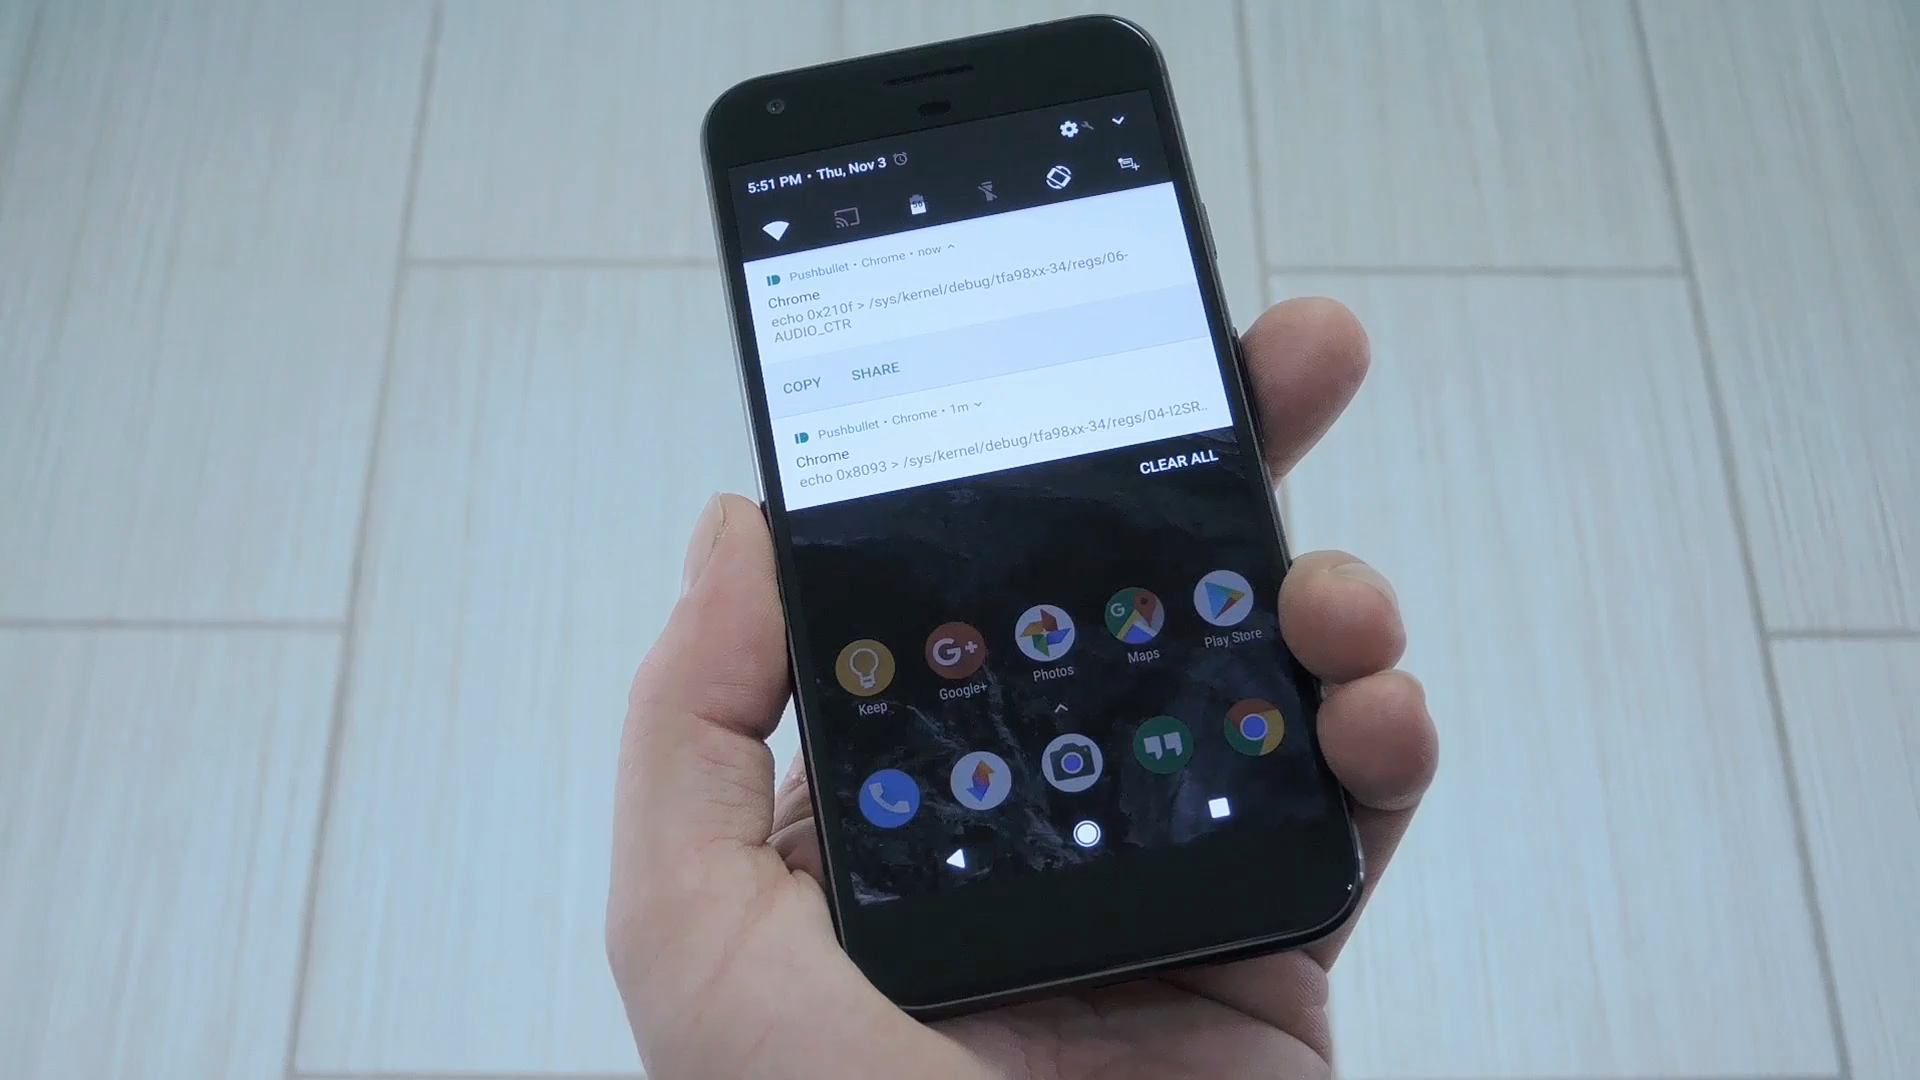 5:51 PM • Thu, Nov 3
Pushbullet • Chrome • now
Chrome
echo 0x210f > /sys/kernel/debug/tfa98xx-34/regs/06-
AUDIO_CTR
COPY SHARE
Pushbullet • Chrome • 1m
Chrome
echo 0x8093 > /sys/kernel/debug/tfa98xx-34/regs/04-I2SR..
CLEAR ALL
Keep
G+
Google+
Photos
G
Maps
Play Store